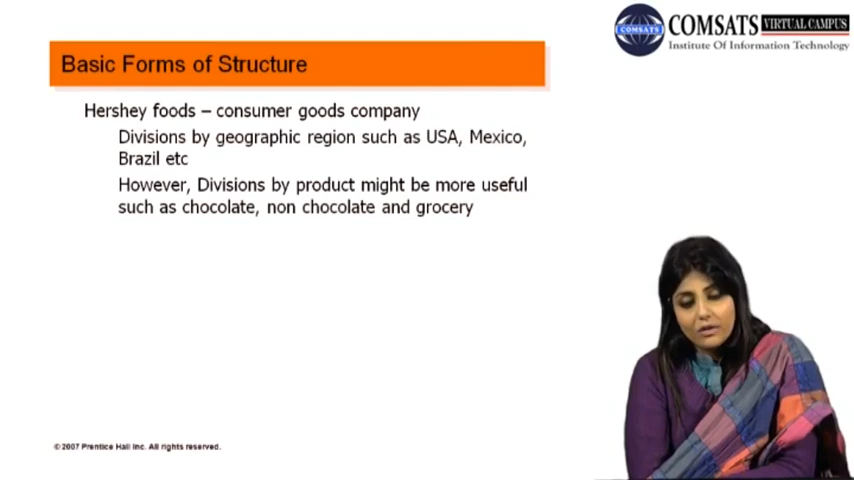 COMSATS VIRTUAL CAMPUS
COMSATS
Institute Of Information Technology
Basic Forms of Structure
Hershey foods – consumer goods company
Divisions by geographic region such as USA, Mexico,
Brazil etc
However, Divisions by product might be more useful
such as chocolate, non chocolate and grocery
© 2007 Prentice Hall Inc. All rights reserved.